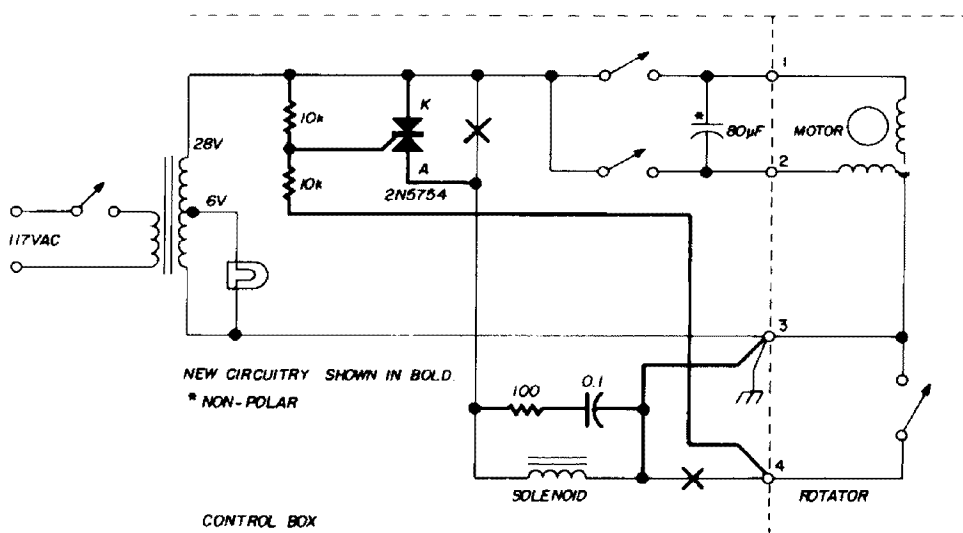 1
K
10k
28V
*
80µF
MOTOR
A
2
10k
2N5754
6V
117VAC
3
NEW CIRCUITRY SHOWN IN BOLD.
* NON-POLAR
100
0.1
4
SOLENOID
ROTATOR
CONTROL BOX